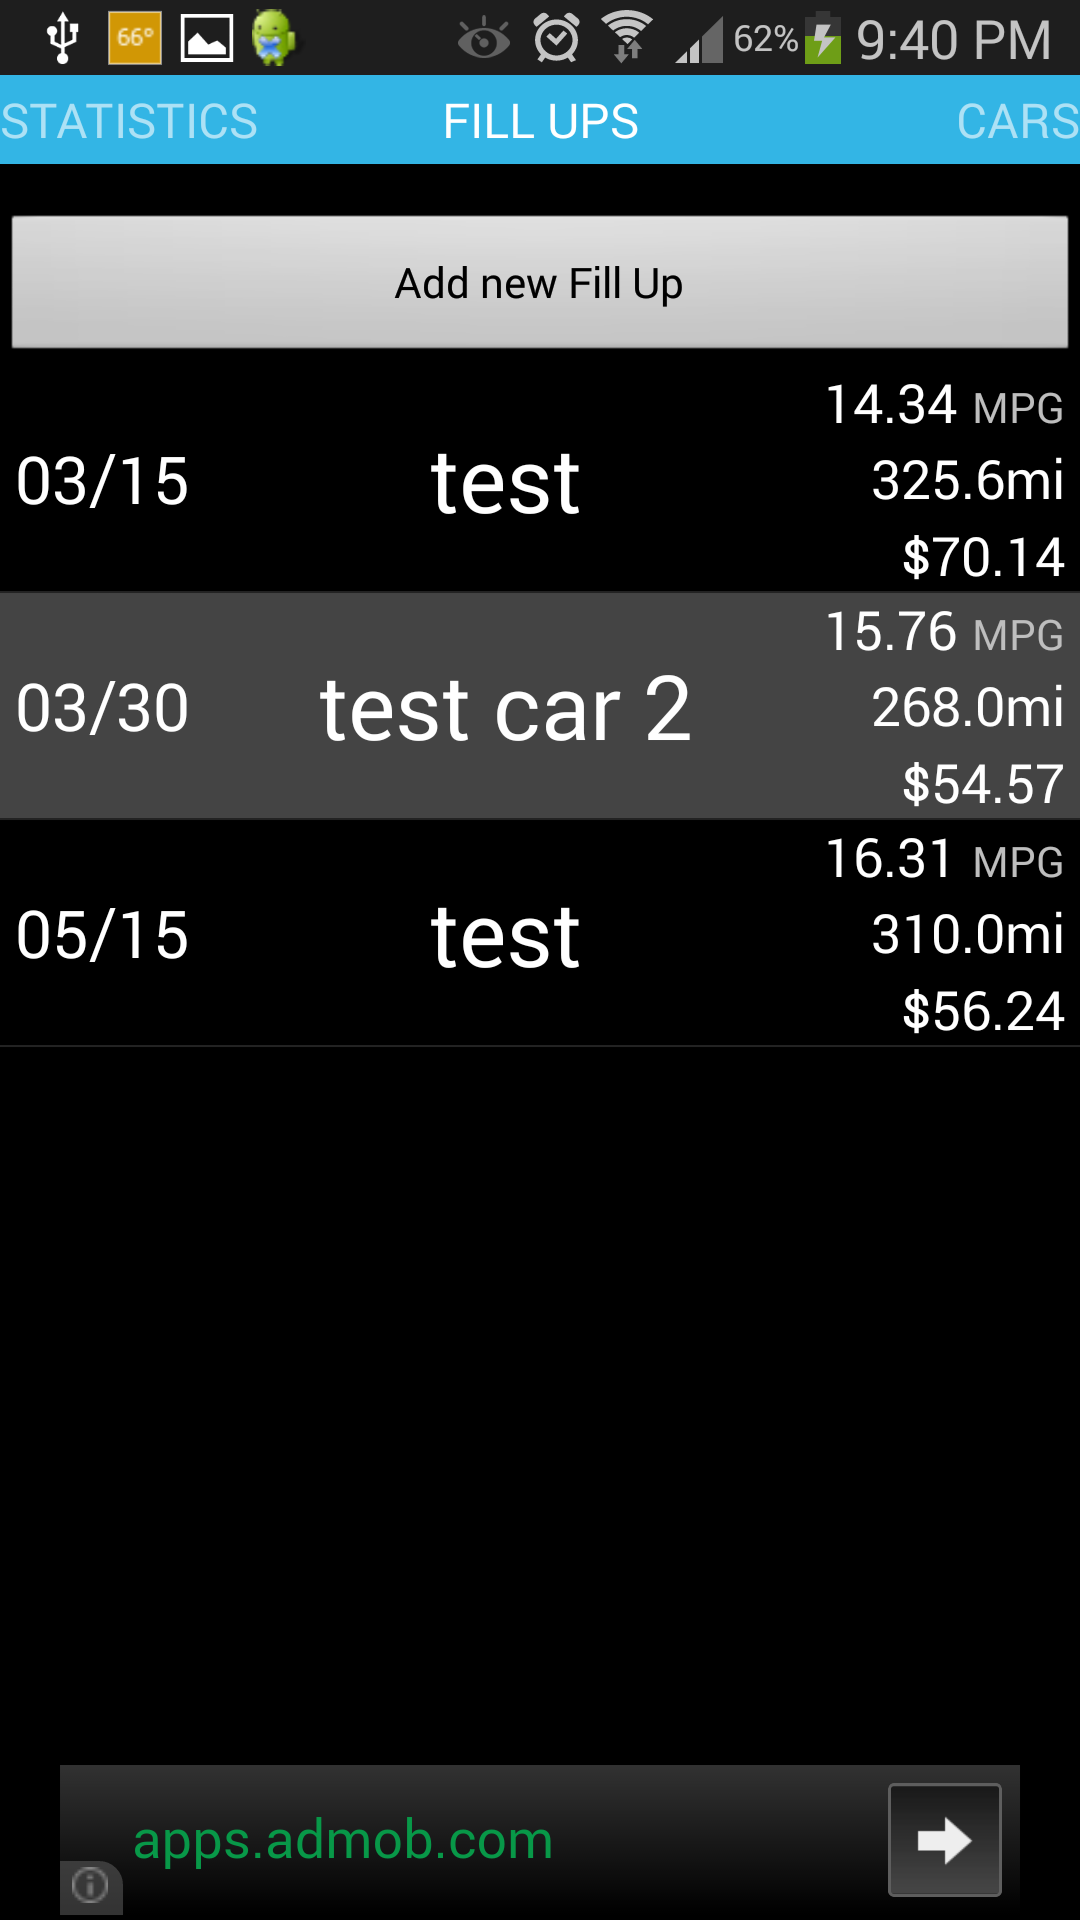 66° 62% 9:40 PM
STATISTICS FILL UPS CARS
Add new Fill Up
14.34 MPG
03/15 test 325.6mi
$70.14
15.76 MPG
03/30 test car 2 268.0mi
$54.57
16.31 MPG
05/15 test 310.0mi
$56.24
apps.admob.com